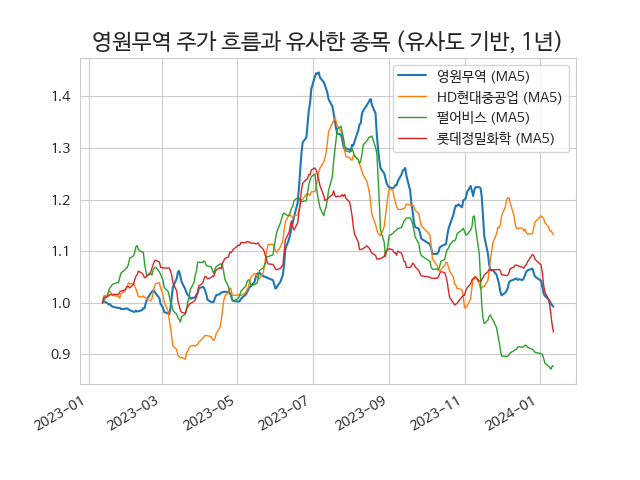 영원무역 주가 흐름과 유사한 종목 (유사도 기반, 1년)
영원무역 (MA5)
HD현대중공업 (MA5)
펄어비스 (MA5)
롯데정밀화학 (MA5)
1.4
1.3
1.2
1.1
1.0
0.9
2023-01
2023-03
2023-05
2023-07
2023-09
2023-11
2024-01